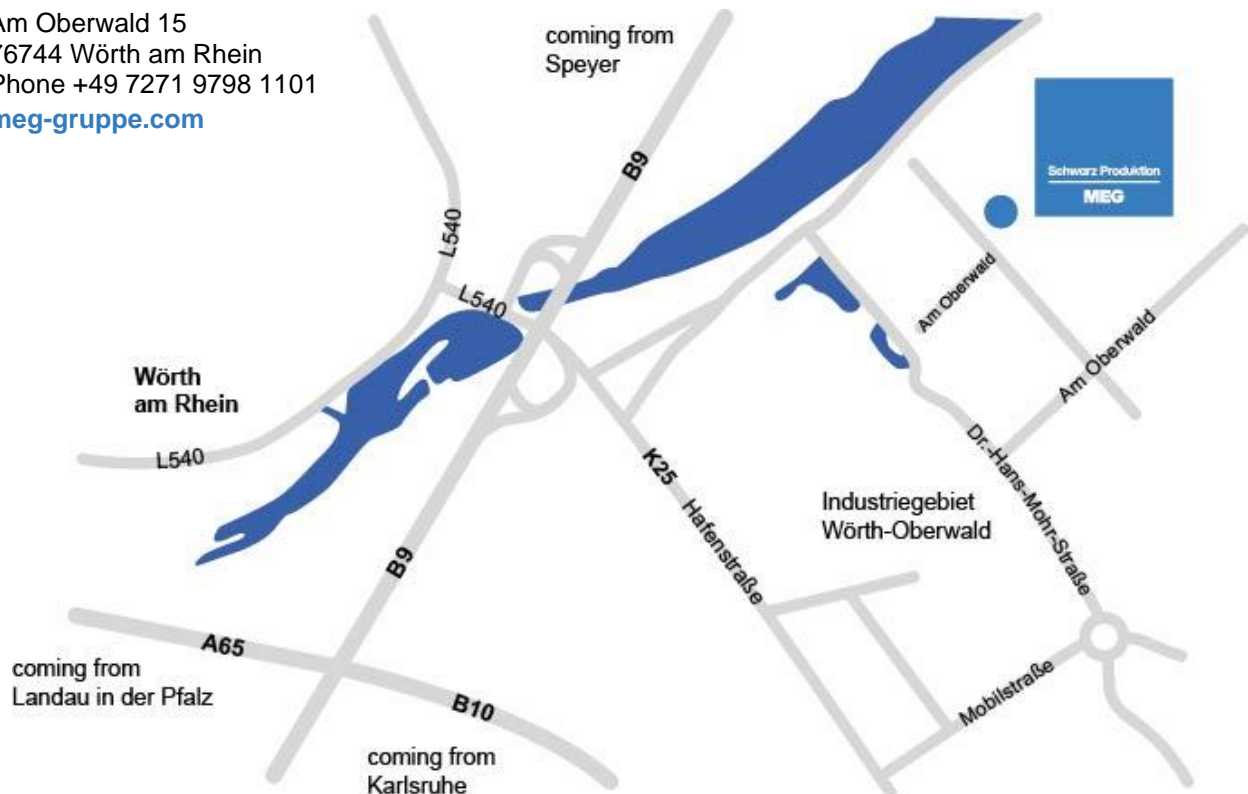 Am Oberwald 15
76744 Wörth am Rhein
Phone +49 7271 9798 1101
meg-gruppe.com
coming from
Speyer
B9
Schwarz Produktion
MEG
L540
L540
Am Oberwald
Am Oberwald
Wörth
am Rhein
L540
K25 Hafenstraße
Dr.-Hans-Mohr-Straße
Industriegebiet
Wörth-Oberwald
B9
A65
coming from
Landau in der Pfalz
B10
Mobilstraße
coming from
Karlsruhe